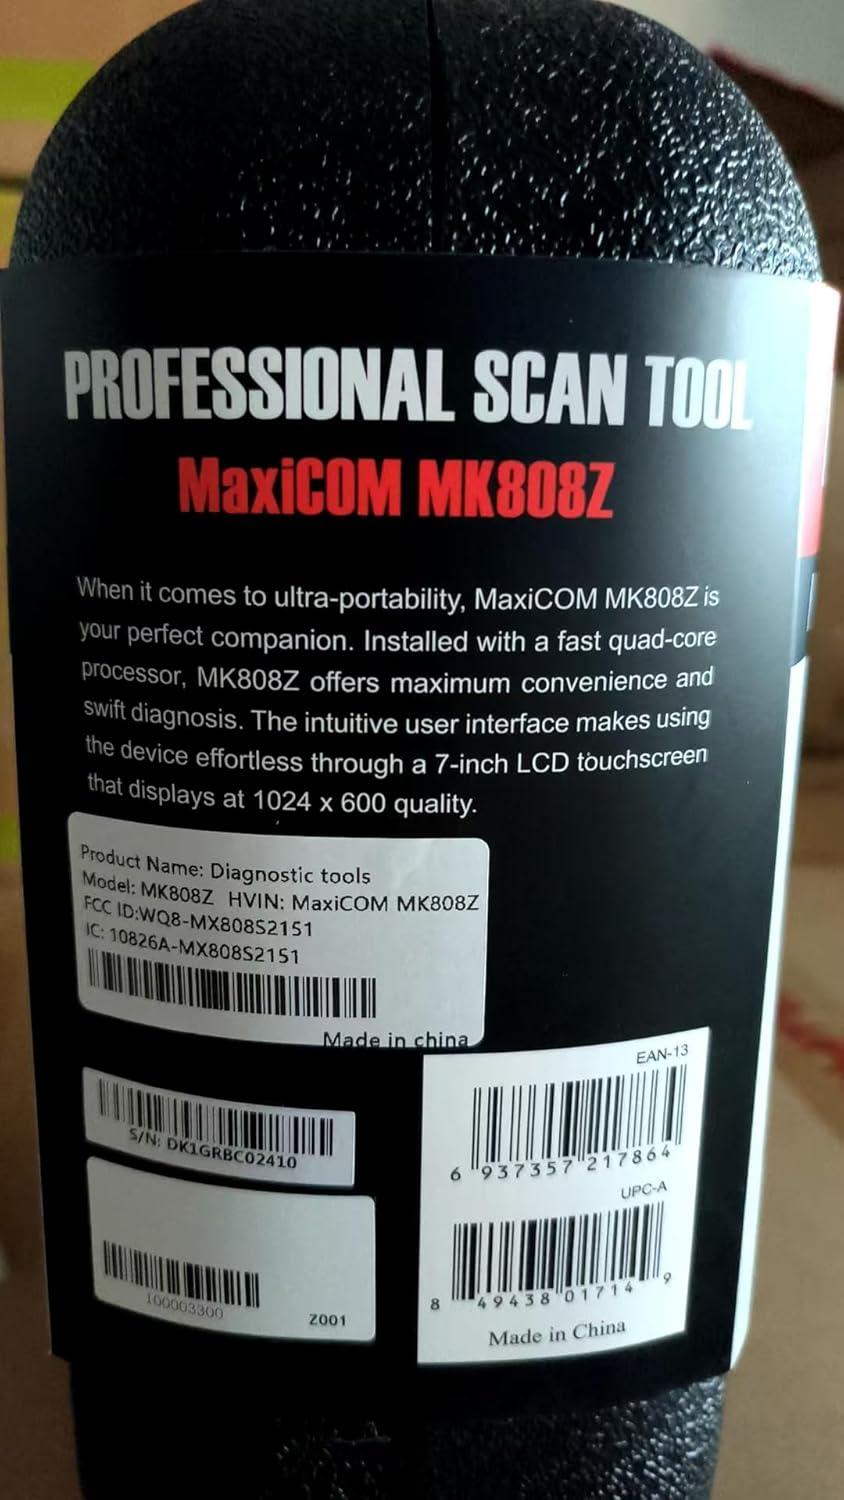 PROFESSIONAL SCAN TOOL
MaxiCOM MK808Z
When it comes to ultra-portability, MaxiCOM MK808Z is
your perfect companion. Installed with a fast quad-core
processor, MK808Z offers maximum convenience and
swift diagnosis. The intuitive user interface makes using
the device effortless through a 7-inch LCD touchscreen
that displays at 1024 x 600 quality.
Product Name: Diagnostic tools
Model: MK808Z HVIN: MaxiCOM MK808Z
FCC ID:WQ8-MX808S2151
IC: 10826A-MX808S2151
Made in china
S/N: DK1GRBC02410
100003300
Z001
EAN-13
6 937357 217864
UPC-A
8 49438 01714 9
Made in China